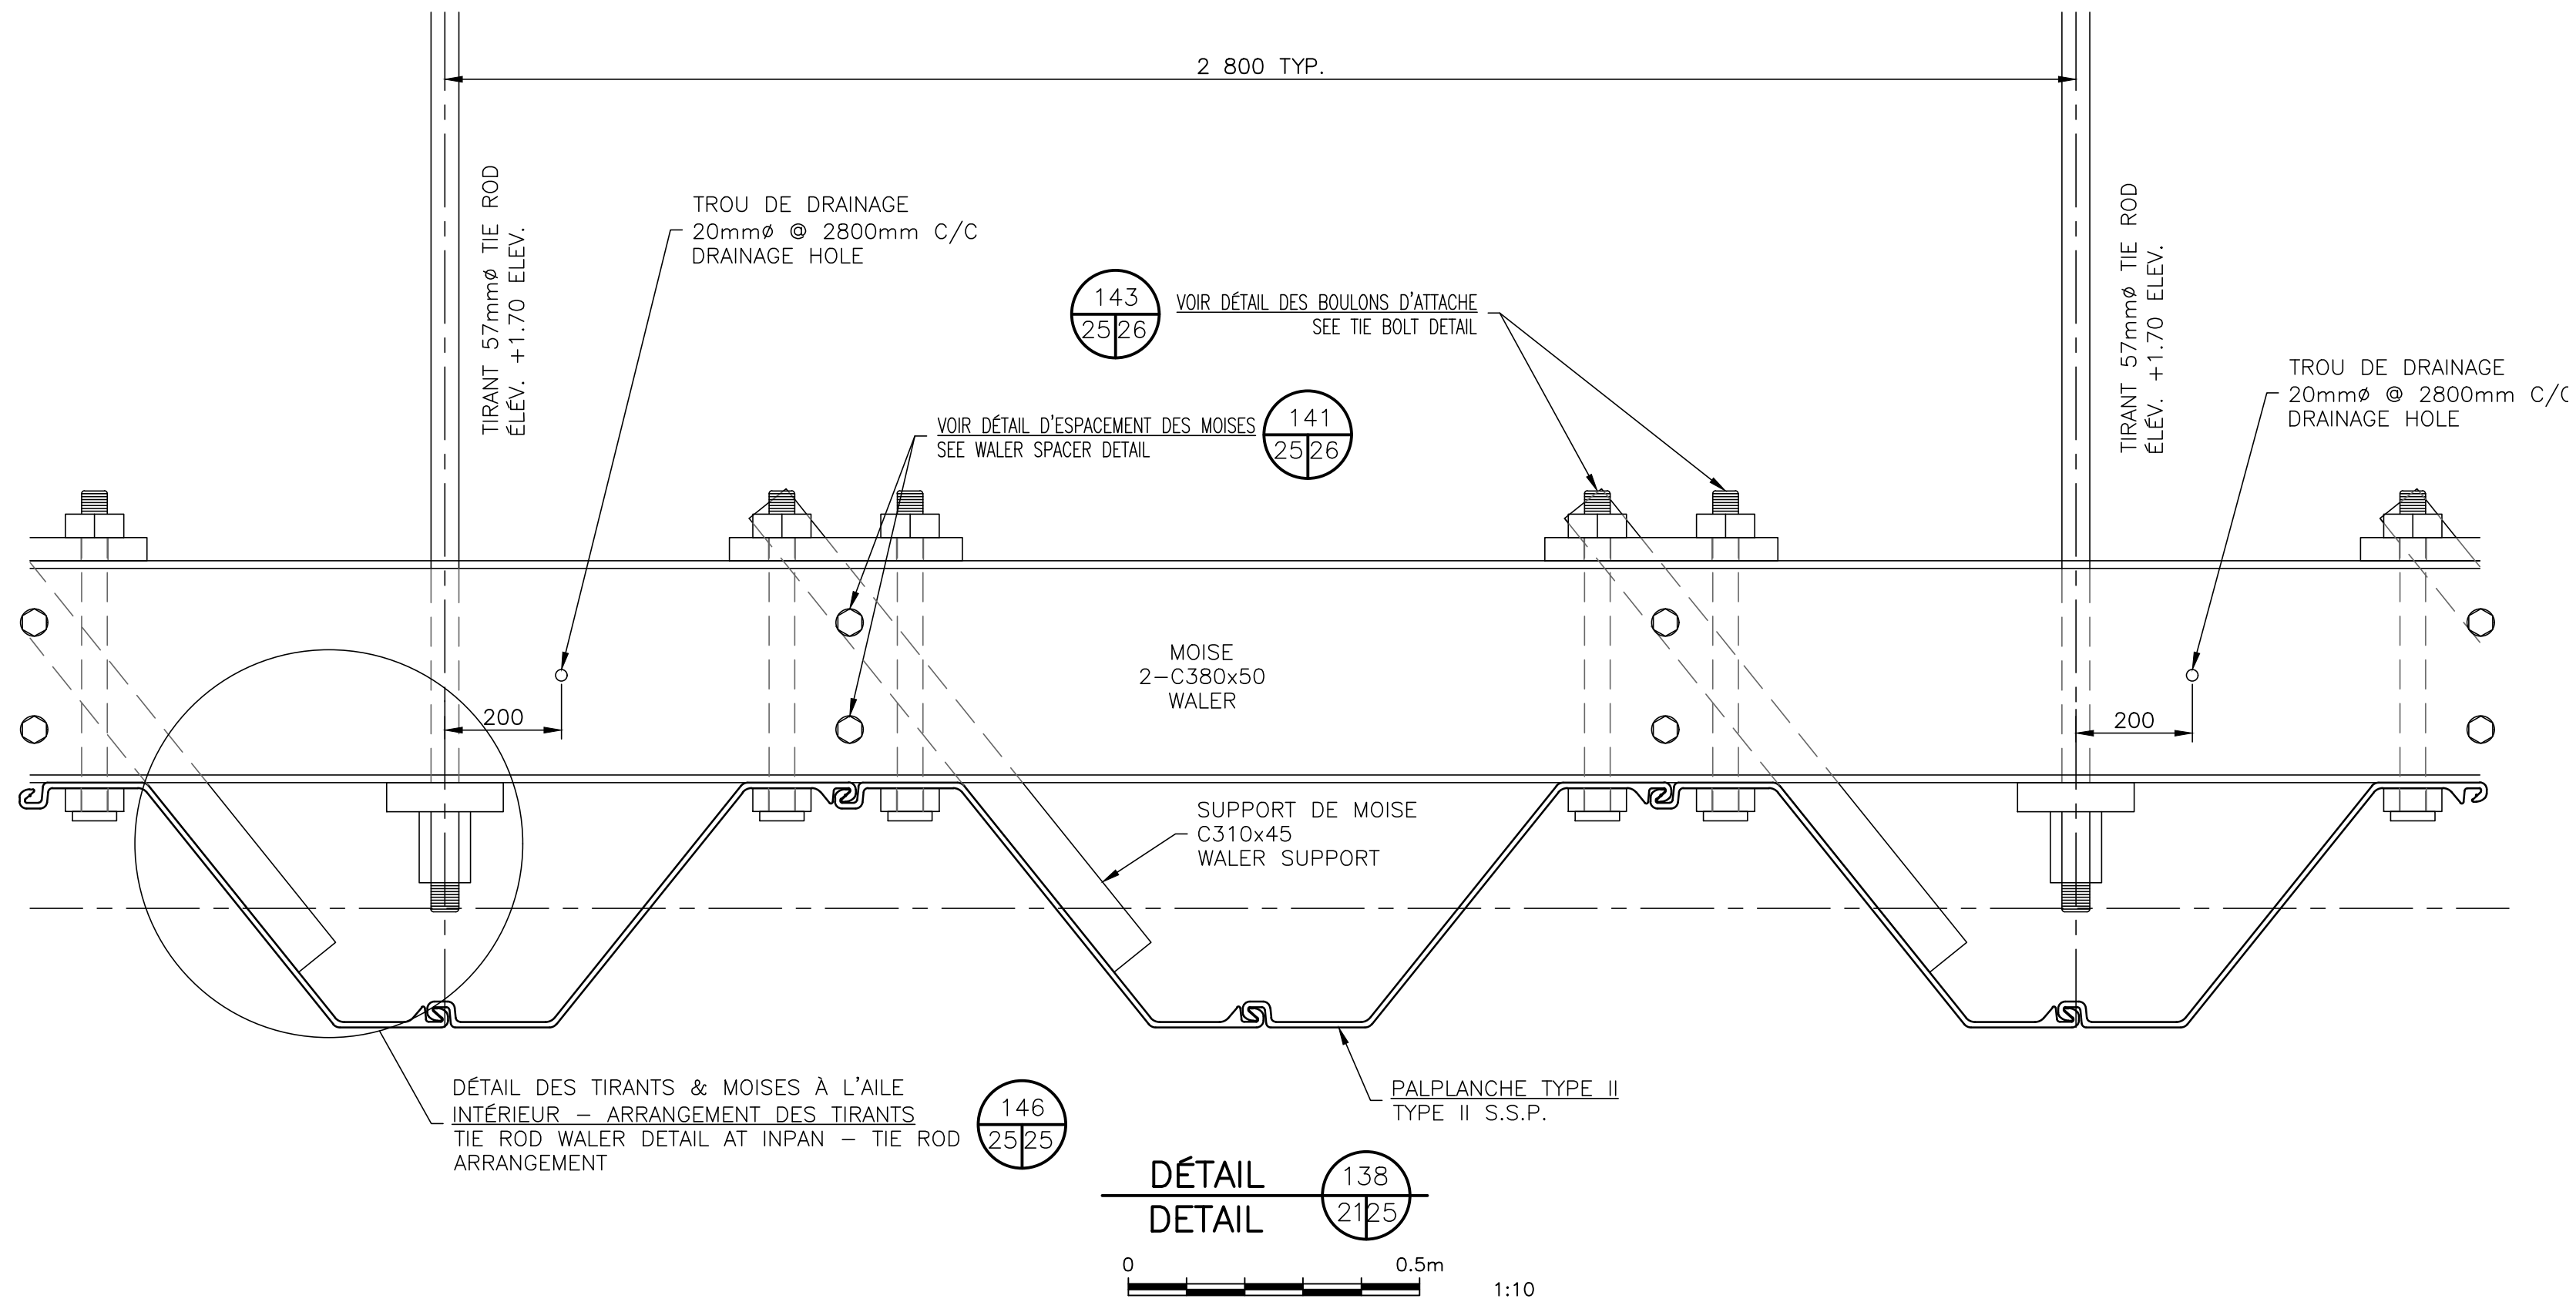 2 800 TYP.
TIRANT 57mmø TIE ROD
ÉLÉV. +1.70 ELEV.
TROU DE DRAINAGE
20mmø @ 2800mm C/C
DRAINAGE HOLE
143
25 26
VOIR DÉTAIL DES BOULONS D'ATTACHE
SEE TIE BOLT DETAIL
VOIR DÉTAIL D'ESPACEMENT DES MOISES
SEE WALER SPACER DETAIL
141
25 26
TIRANT 57mmø TIE ROD
ÉLÉV. +1.70 ELEV.
TROU DE DRAINAGE
20mmø @ 2800mm C/C
DRAINAGE HOLE
MOISE
2-C380x50
WALER
200
200
SUPPORT DE MOISE
C310x45
WALER SUPPORT
DÉTAIL DES TIRANTS & MOISES À L'AILE
INTÉRIEUR – ARRANGEMENT DES TIRANTS
TIE ROD WALER DETAIL AT INPAN – TIE ROD
ARRANGEMENT
146
25 25
PALPLANCHE TYPE II
TYPE II S.S.P.
DÉTAIL
DETAIL
138
21 25
0 0.5m
1:10